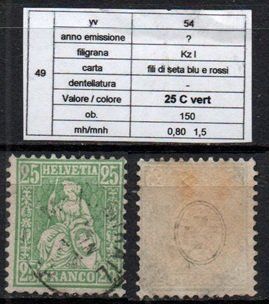 49
yv 54
anno emissione ?
filigrana Kz I
carta fili di seta blu e rossi
dentellatura -
Valore / colore 25 C vert
ob. 150
mh/mnh 0,80 1,5
25 HELVETIA 25
25 FRANCO